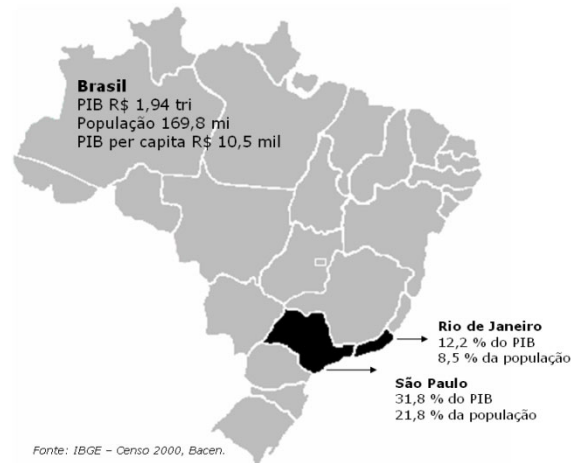 Brasil
PIB R$ 1,94 tri
População 169,8 mi
PIB per capita R$ 10,5 mil
Rio de Janeiro
12,2 % do PIB
8,5 % da população
São Paulo
31,8 % do PIB
21,8 % da população
Fonte: IBGE – Censo 2000, Bacen.